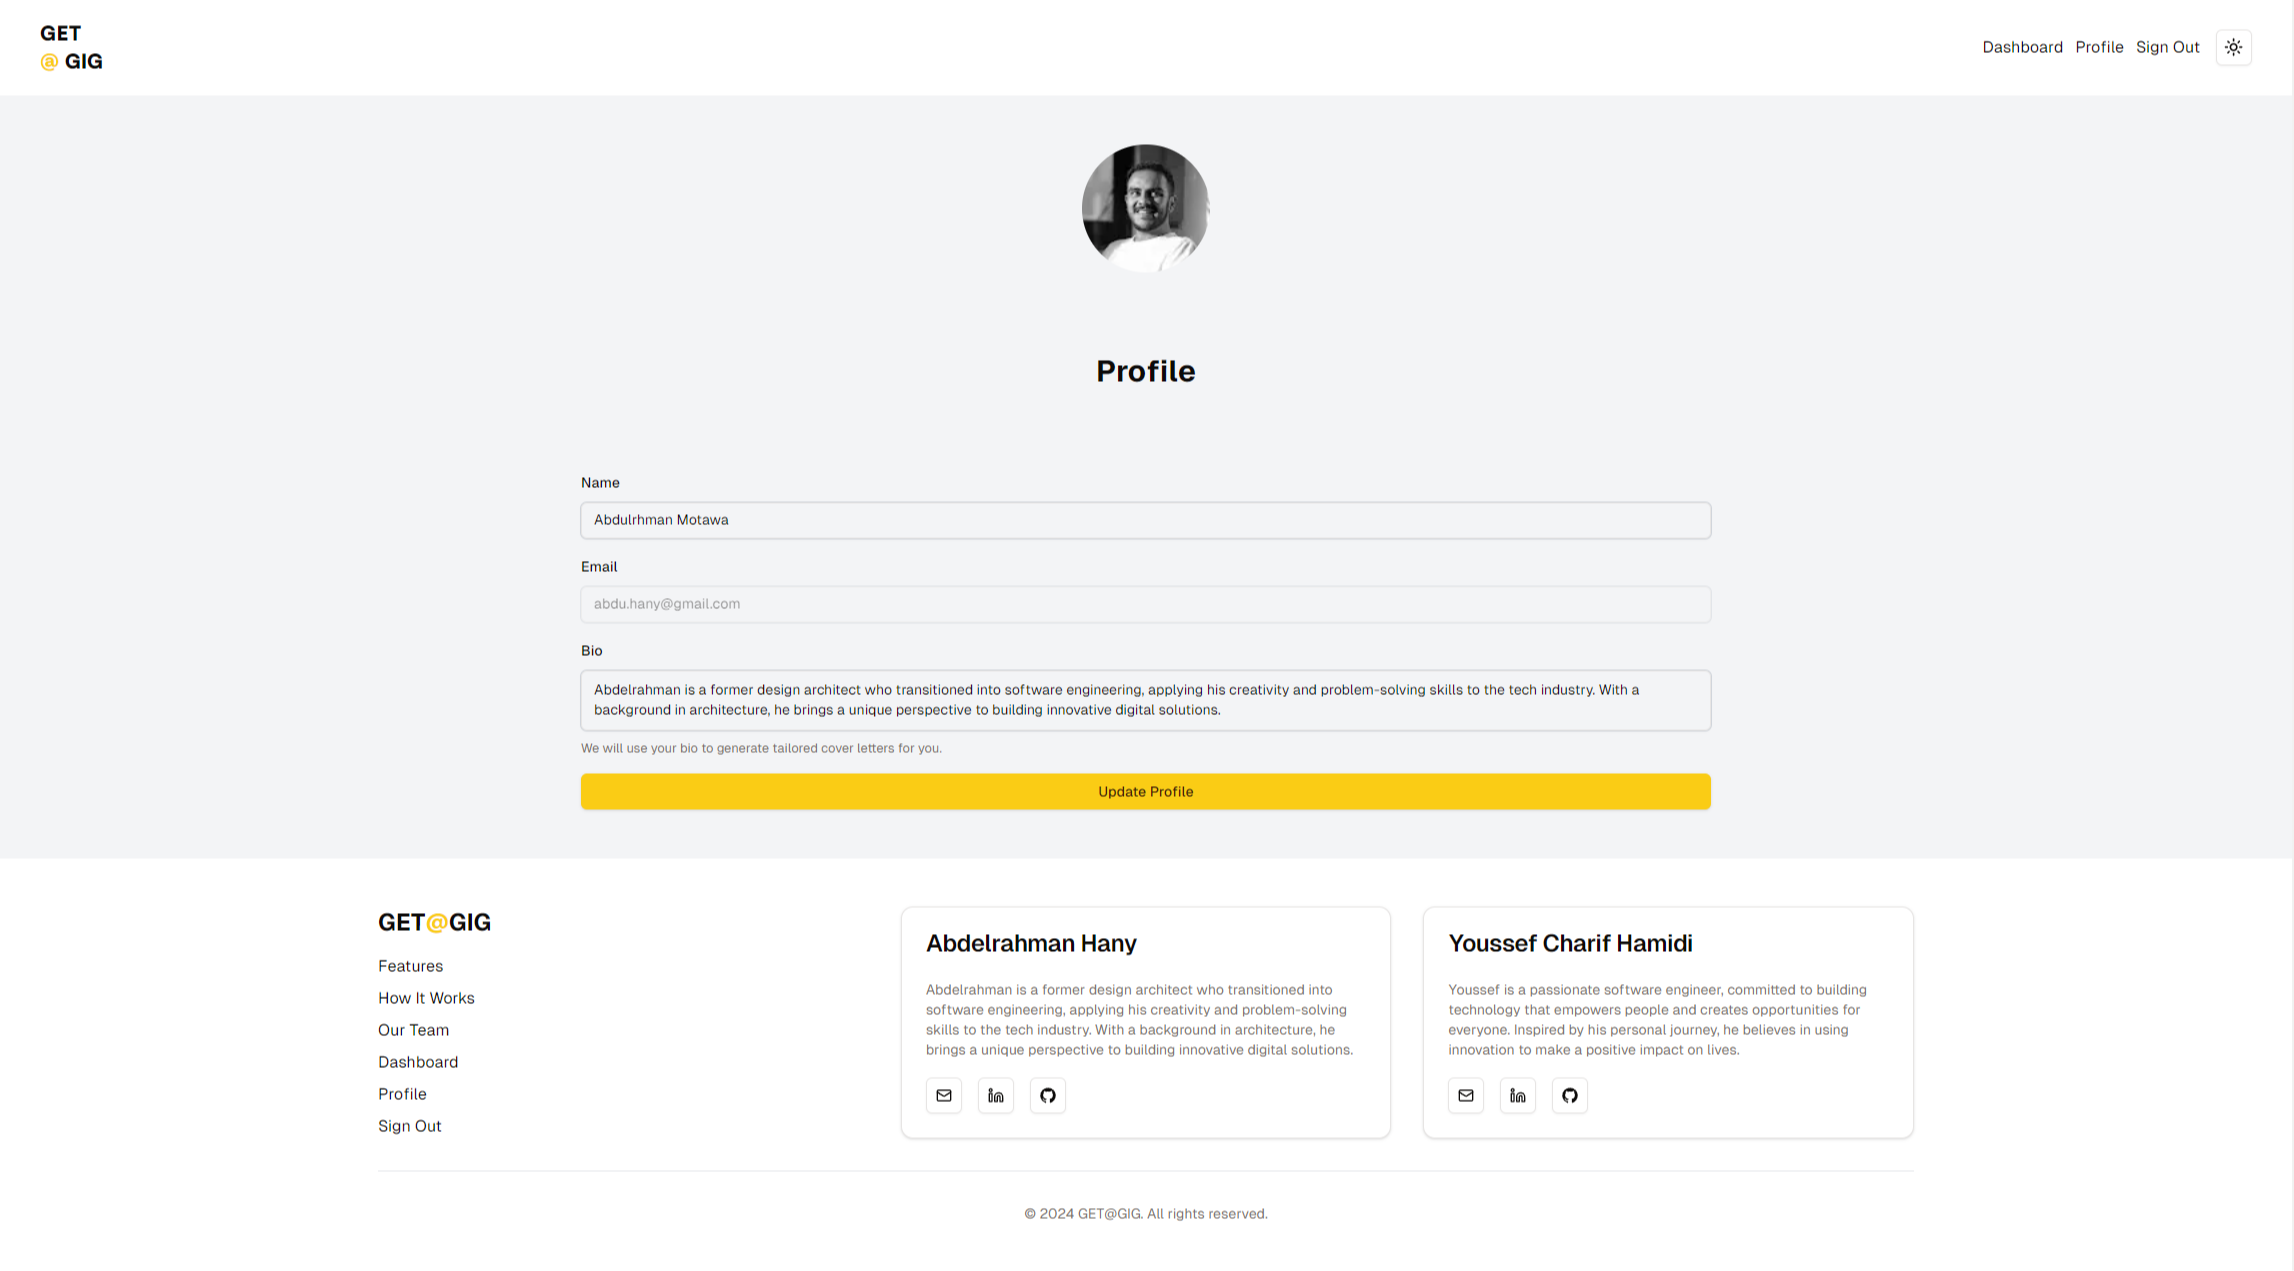 GET
@ GIG
Dashboard Profile Sign Out
Profile
Name
Abdulrhman Motawa
Email
abdu.hany@gmail.com
Bio
Abdelrahman is a former design architect who transitioned into software engineering, applying his creativity and problem-solving skills to the tech industry. With a
background in architecture, he brings a unique perspective to building innovative digital solutions.
We will use your bio to generate tailored cover letters for you.
Update Profile
GET@GIG
Features
How It Works
Our Team
Dashboard
Profile
Sign Out
Abdelrahman Hany
Abdelrahman is a former design architect who transitioned into
software engineering, applying his creativity and problem-solving
skills to the tech industry. With a background in architecture, he
brings a unique perspective to building innovative digital solutions.
Youssef Charif Hamidi
Youssef is a passionate software engineer, committed to building
technology that empowers people and creates opportunities for
everyone. Inspired by his personal journey, he believes in using
innovation to make a positive impact on lives.
© 2024 GET@GIG. All rights reserved.